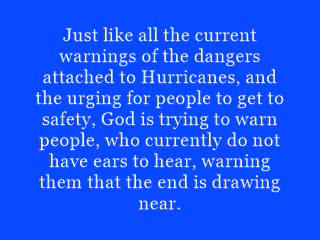 Just like all the current
warnings of the dangers
attached to Hurricanes, and
the urging for people to get to
safety, God is trying to warn
people, who currently do not
have ears to hear, warning
them that the end is drawing
near.